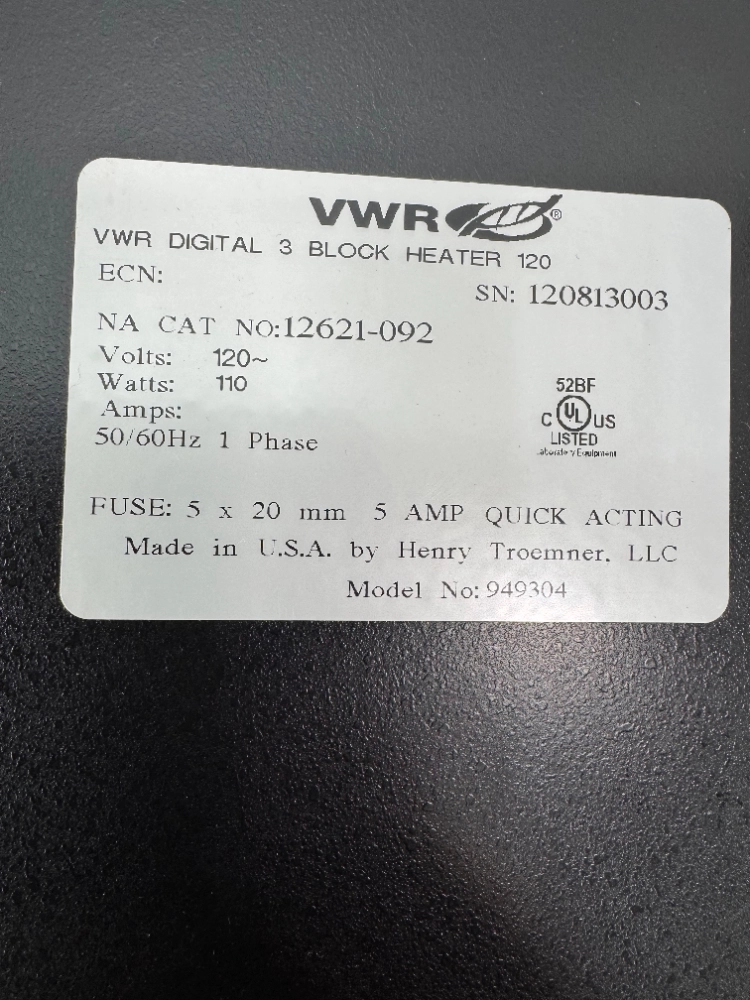 VWR®
VWR DIGITAL 3 BLOCK HEATER 120
ECN:
SN: 120813003
NA CAT NO:12621-092
Volts: 120~
Watts: 110
Amps:
50/60Hz 1 Phase
52BF
C UL US
LISTED
Laboratory Equipment
FUSE: 5 x 20 mm 5 AMP QUICK ACTING
Made in U.S.A. by Henry Troemner, LLC
Model No: 949304